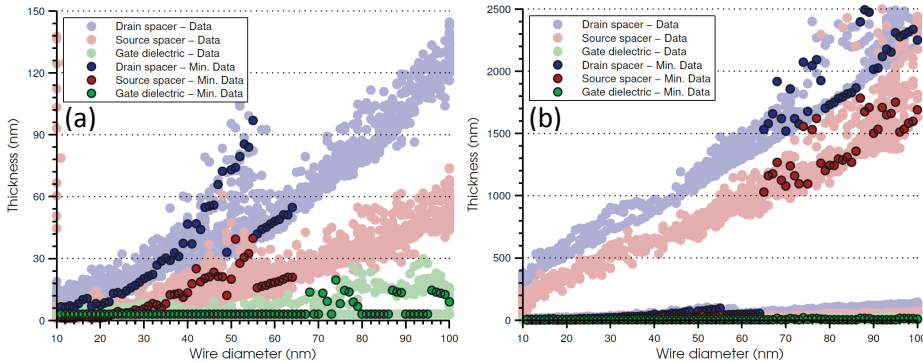 150
120
90
60
30
0
Thickness (nm)
Drain spacer – Data
Source spacer – Data
Gate dielectric – Data
Drain spacer – Min. Data
Source spacer – Min. Data
Gate dielectric – Min. Data
(a)
10 20 30 40 50 60 70 80 90 100
Wire diameter (nm)
2500
2000
1500
1000
500
0
Thickness (nm)
Drain spacer – Data
Source spacer – Data
Gate dielectric – Data
Drain spacer – Min. Data
Source spacer – Min. Data
Gate dielectric – Min. Data
(b)
10 20 30 40 50 60 70 80 90 100
Wire diameter (nm)